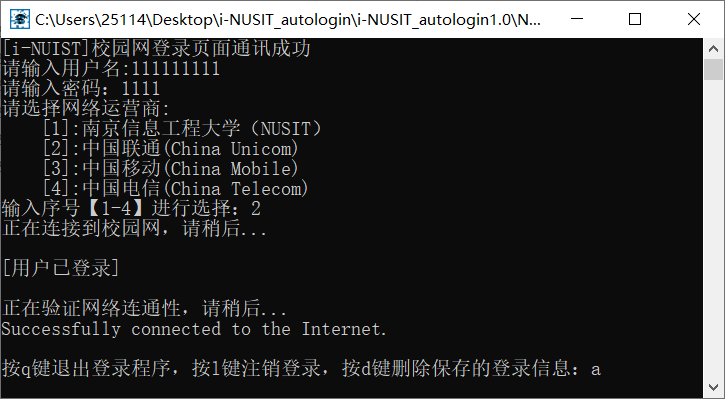 C:\Users\25114\Desktop\i-NUSIT_autologin\i-NUSIT_autologin1.0\N...
[i-NUIST]校园网登录页面通讯成功
请输入用户名:111111111
请输入密码：1111
请选择网络运营商:
[1]:南京信息工程大学（NUSIT）
[2]:中国联通(China Unicom)
[3]:中国移动(China Mobile)
[4]:中国电信(China Telecom)
输入序号【1-4】进行选择：2
正在连接到校园网，请稍后...
[用户已登录]
正在验证网络连通性，请稍后...
Successfully connected to the Internet.
按q键退出登录程序，按l键注销登录，按d键删除保存的登录信息：a